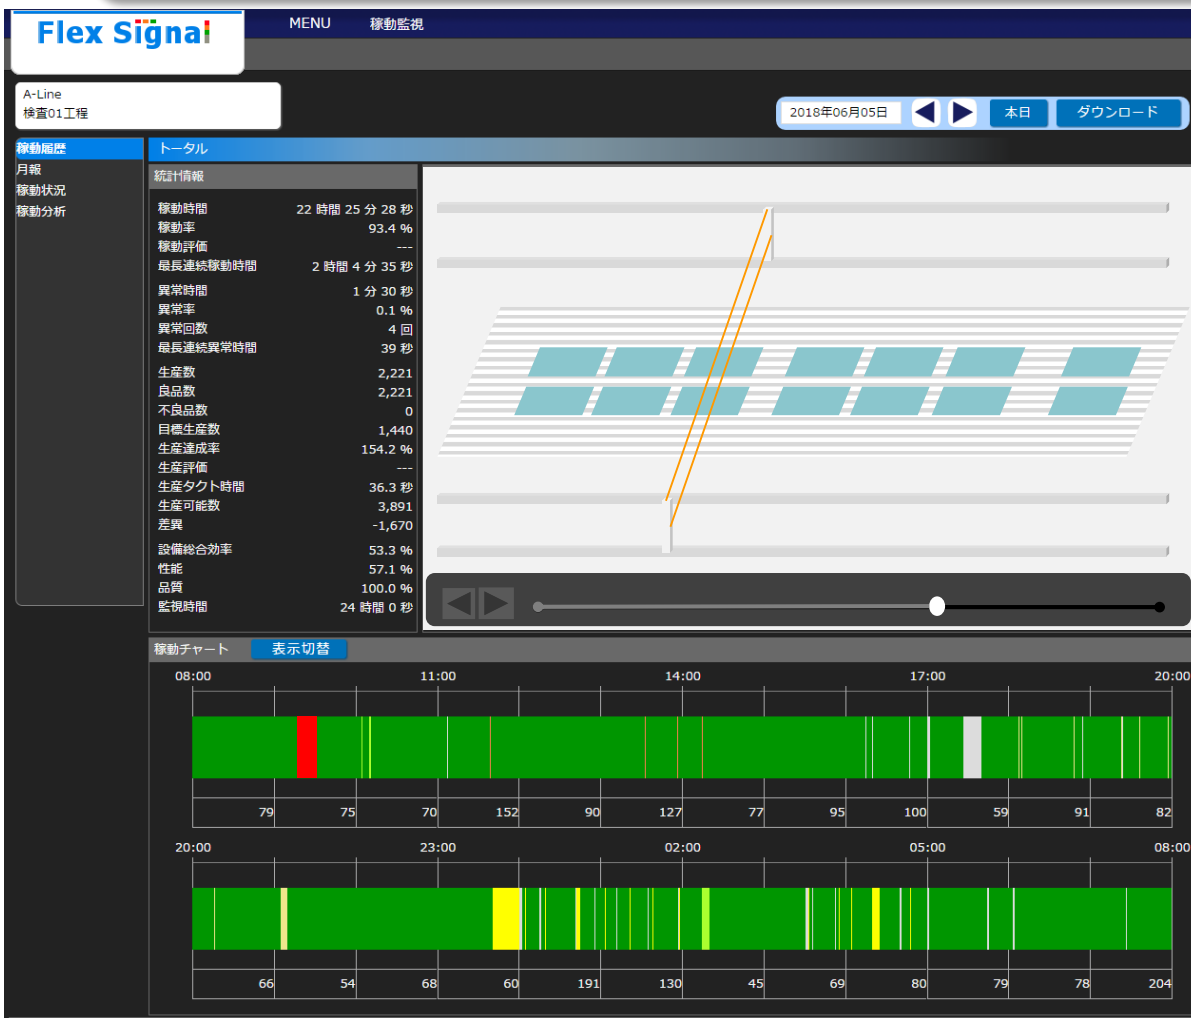 Flex Signal
MENU 稼動監視
A-Line
検査01工程
2018年06月05日 本日 ダウンロード
稼動履歴
月報
稼動状況
稼動分析
トータル
統計情報
稼動時間 22 時間 25 分 28 秒
稼動率 93.4 %
稼動評価 ---
最長連続稼動時間 2 時間 4 分 35 秒
異常時間 1 分 30 秒
異常率 0.1 %
異常回数 4 回
最長連続異常時間 39 秒
生産数 2,221
良品数 2,221
不良品数 0
目標生産数 1,440
生産達成率 154.2 %
生産評価 ---
生産タクト時間 36.3 秒
生産可能数 3,891
差異 -1,670
設備総合効率 53.3 %
性能 57.1 %
品質 100.0 %
監視時間 24 時間 0 秒
稼動チャート 表示切替
08:00 11:00 14:00 17:00 20:00
79 75 70 152 90 127 77 95 100 59 91 82
20:00 23:00 02:00 05:00 08:00
66 54 68 60 191 130 45 69 80 79 78 204